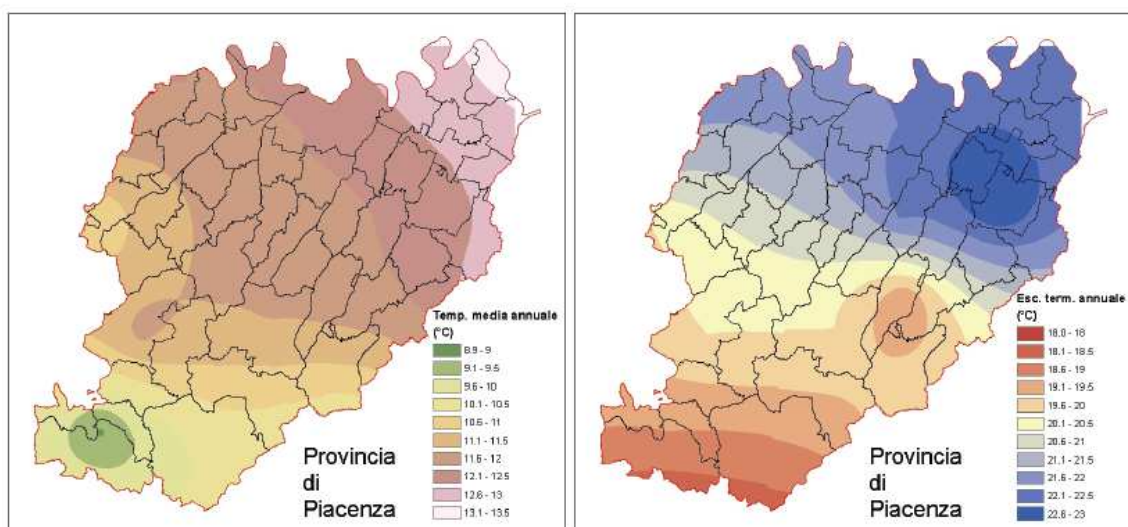 Temp. media annuale
(°C)
8.9 - 9
9.1 - 9.5
9.6 - 10
10.1 - 10.5
10.6 - 11
11.1 - 11.5
11.6 - 12
12.1 - 12.5
12.6 - 13
13.1 - 13.5
Provincia
di
Piacenza
Esc. term. annuale
(°C)
18.0 - 18
18.1 - 18.5
18.6 - 19
19.1 - 19.5
19.6 - 20
20.1 - 20.5
20.6 - 21
21.1 - 21.5
21.6 - 22
22.1 - 22.5
22.6 - 23
Provincia
di
Piacenza